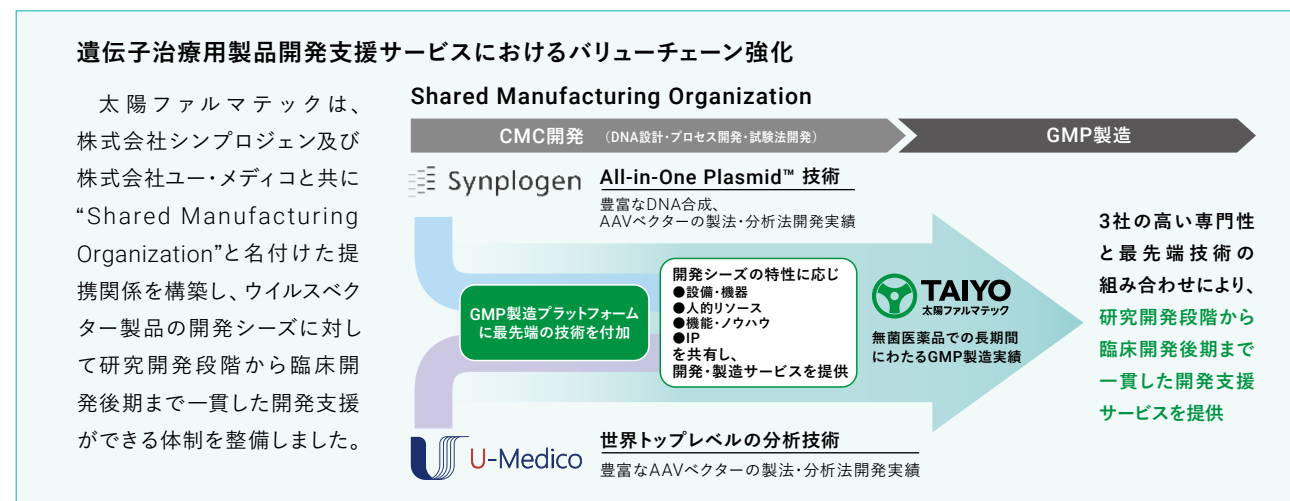 遺伝子治療用製品開発支援サービスにおけるバリューチェーン強化
太陽ファルマテックは、
株式会社シンプロジェン及び
株式会社ユー・メディコと共に
“Shared Manufacturing
Organization”と名付けた提
携関係を構築し、ウイルスベク
ター製品の開発シーズに対し
て研究開発段階から臨床開
発後期まで一貫した開発支援
ができる体制を整備しました。
Shared Manufacturing Organization
CMC開発 （DNA設計・プロセス開発・試験法開発）
GMP製造
Synplogen
All-in-One Plasmid™ 技術
豊富なDNA合成、
AAVベクターの製法・分析法開発実績
GMP製造プラットフォーム
に最先端の技術を付加
開発シーズの特性に応じ
●設備・機器
●人的リソース
●機能・ノウハウ
●IP
を共有し、
開発・製造サービスを提供
TAIYO
太陽ファルマテック
無菌医薬品での長期間
にわたるGMP製造実績
U-Medico
世界トップレベルの分析技術
豊富なAAVベクターの製法・分析法開発実績
3社の高い専門性
と最先端技術の
組み合わせにより、
研究開発段階から
臨床開発後期まで
一貫した開発支援
サービスを提供